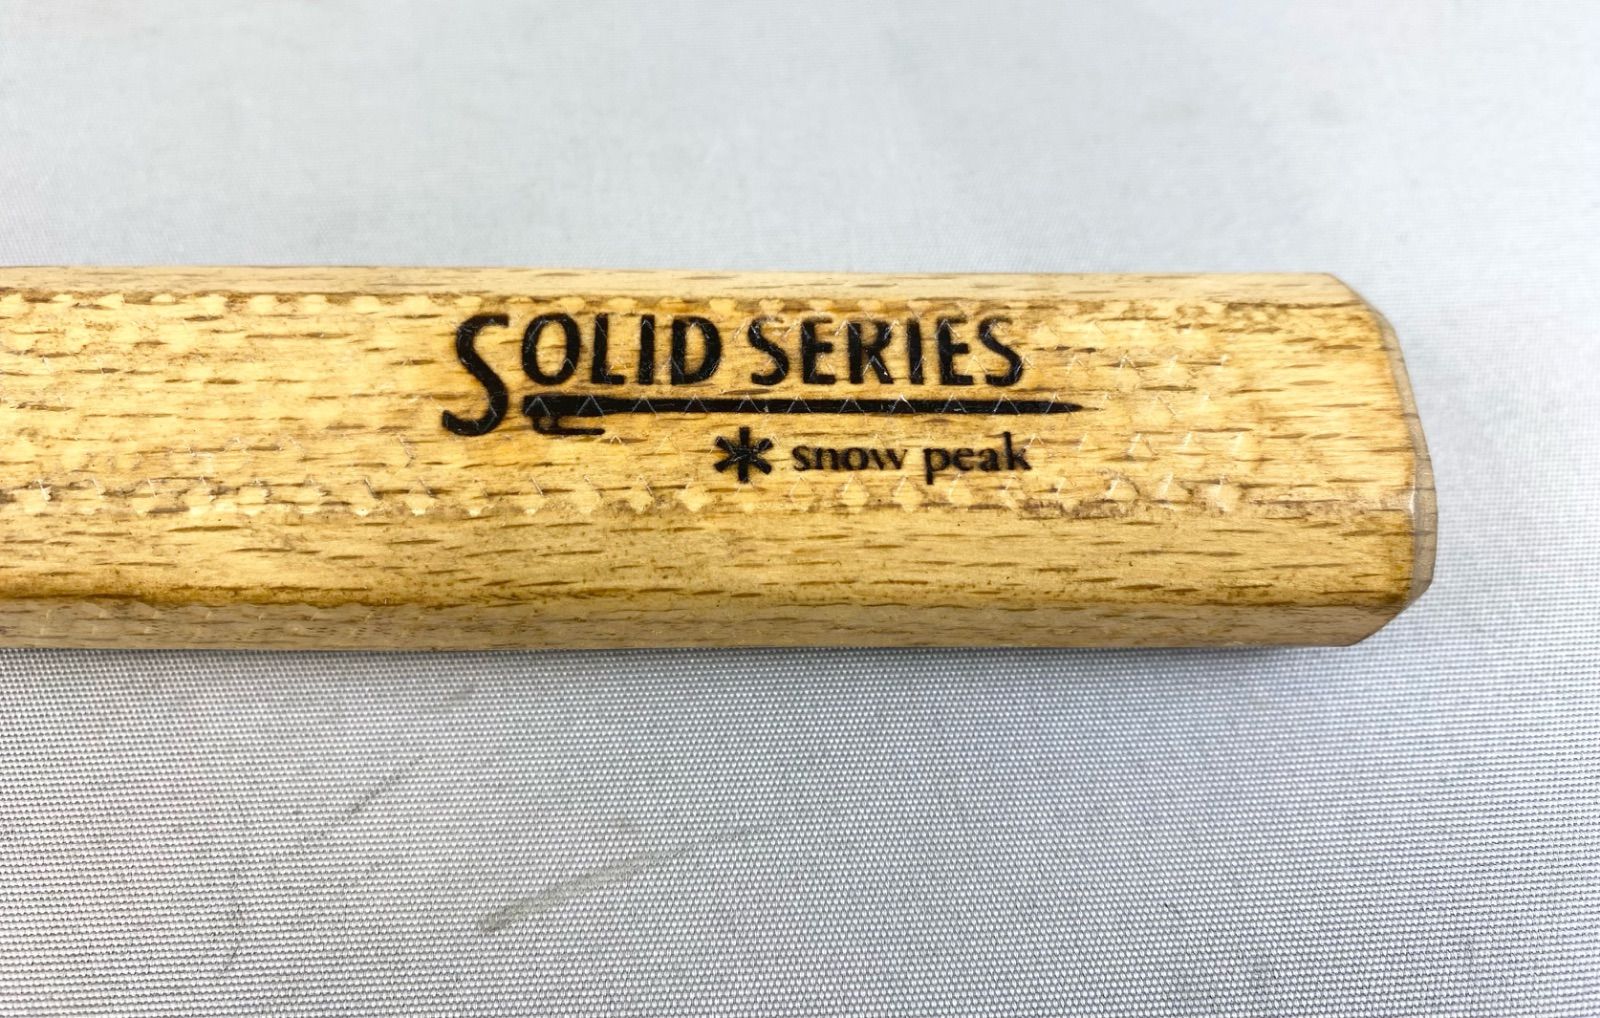 SOLID SERIES
snow peak